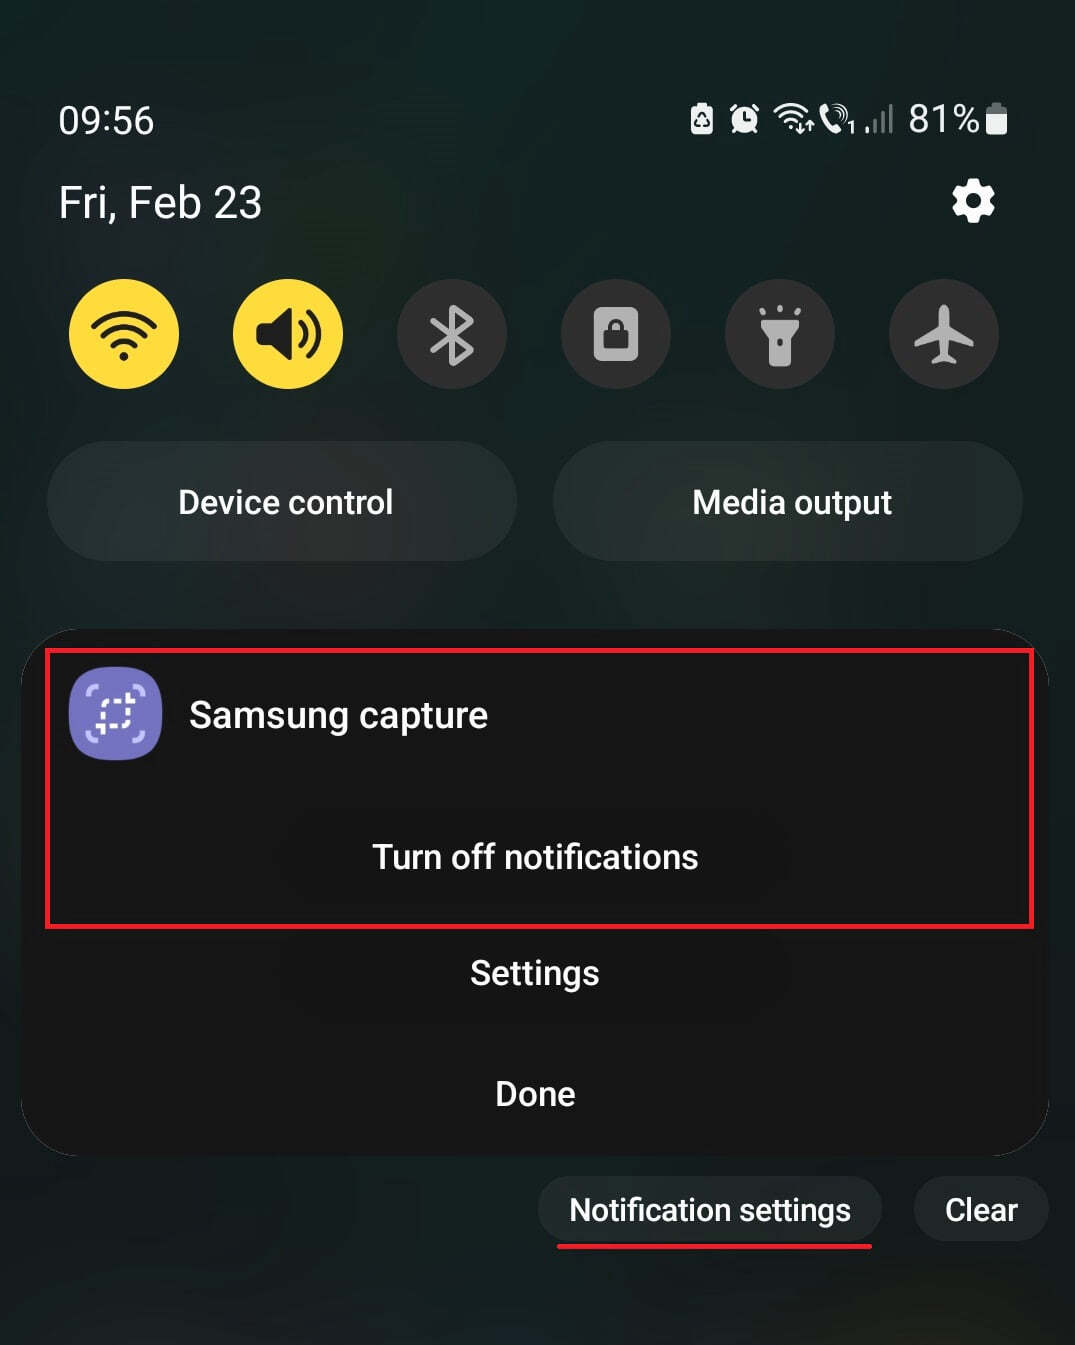 09:56
1 81%
Fri, Feb 23
Device control
Media output
Samsung capture
Turn off notifications
Settings
Done
Notification settings
Clear